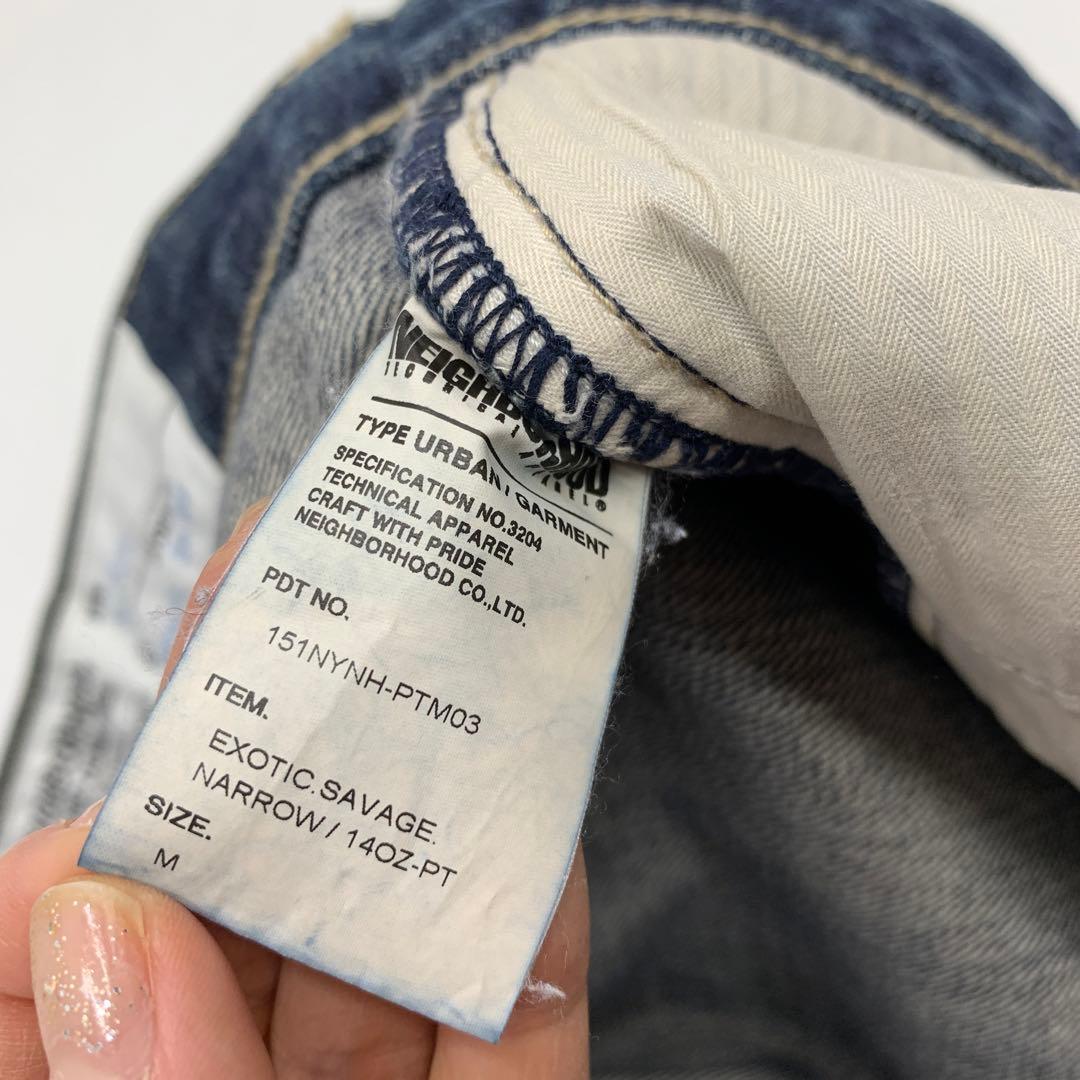 NEIGHBORHOOD
TYPE URBAN / GARMENT
SPECIFICATION NO.3204
TECHNICAL APPAREL
CRAFT WITH PRIDE
NEIGHBORHOOD CO.,LTD.
PDT NO.
151NYNH-PTM03
ITEM.
EXOTIC.SAVAGE.
NARROW / 14OZ-PT
SIZE.
M